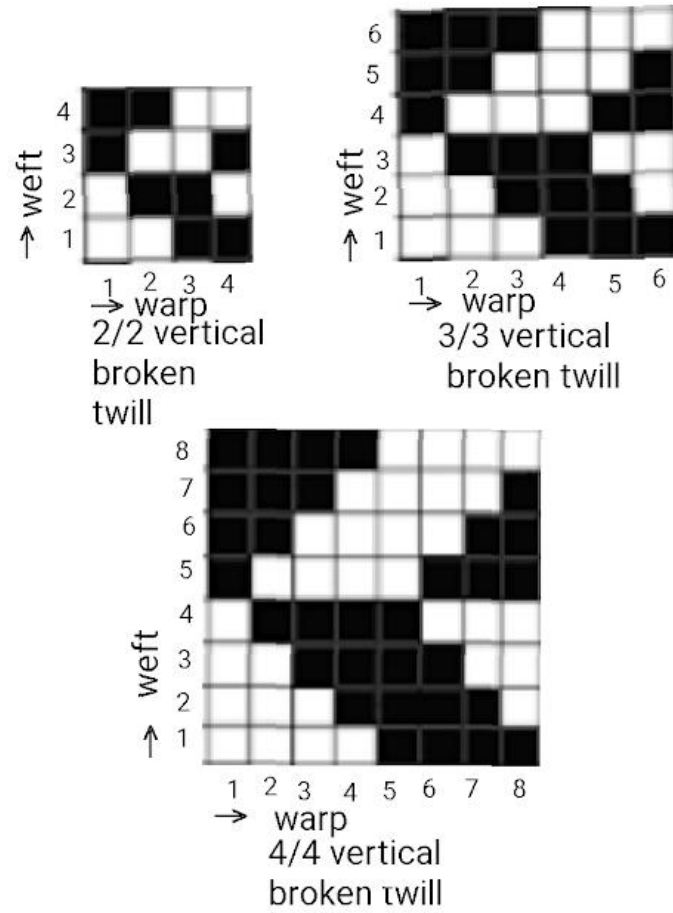 4
3
2
1
→ weft
1 2 3 4
→ warp
2/2 vertical
broken
twill
6
5
4
3
2
1
→ weft
1 2 3 4 5 6
→ warp
3/3 vertical
broken twill
8
7
6
5
4
3
2
1
→ weft
1 2 3 4 5 6 7 8
→ warp
4/4 vertical
broken twill